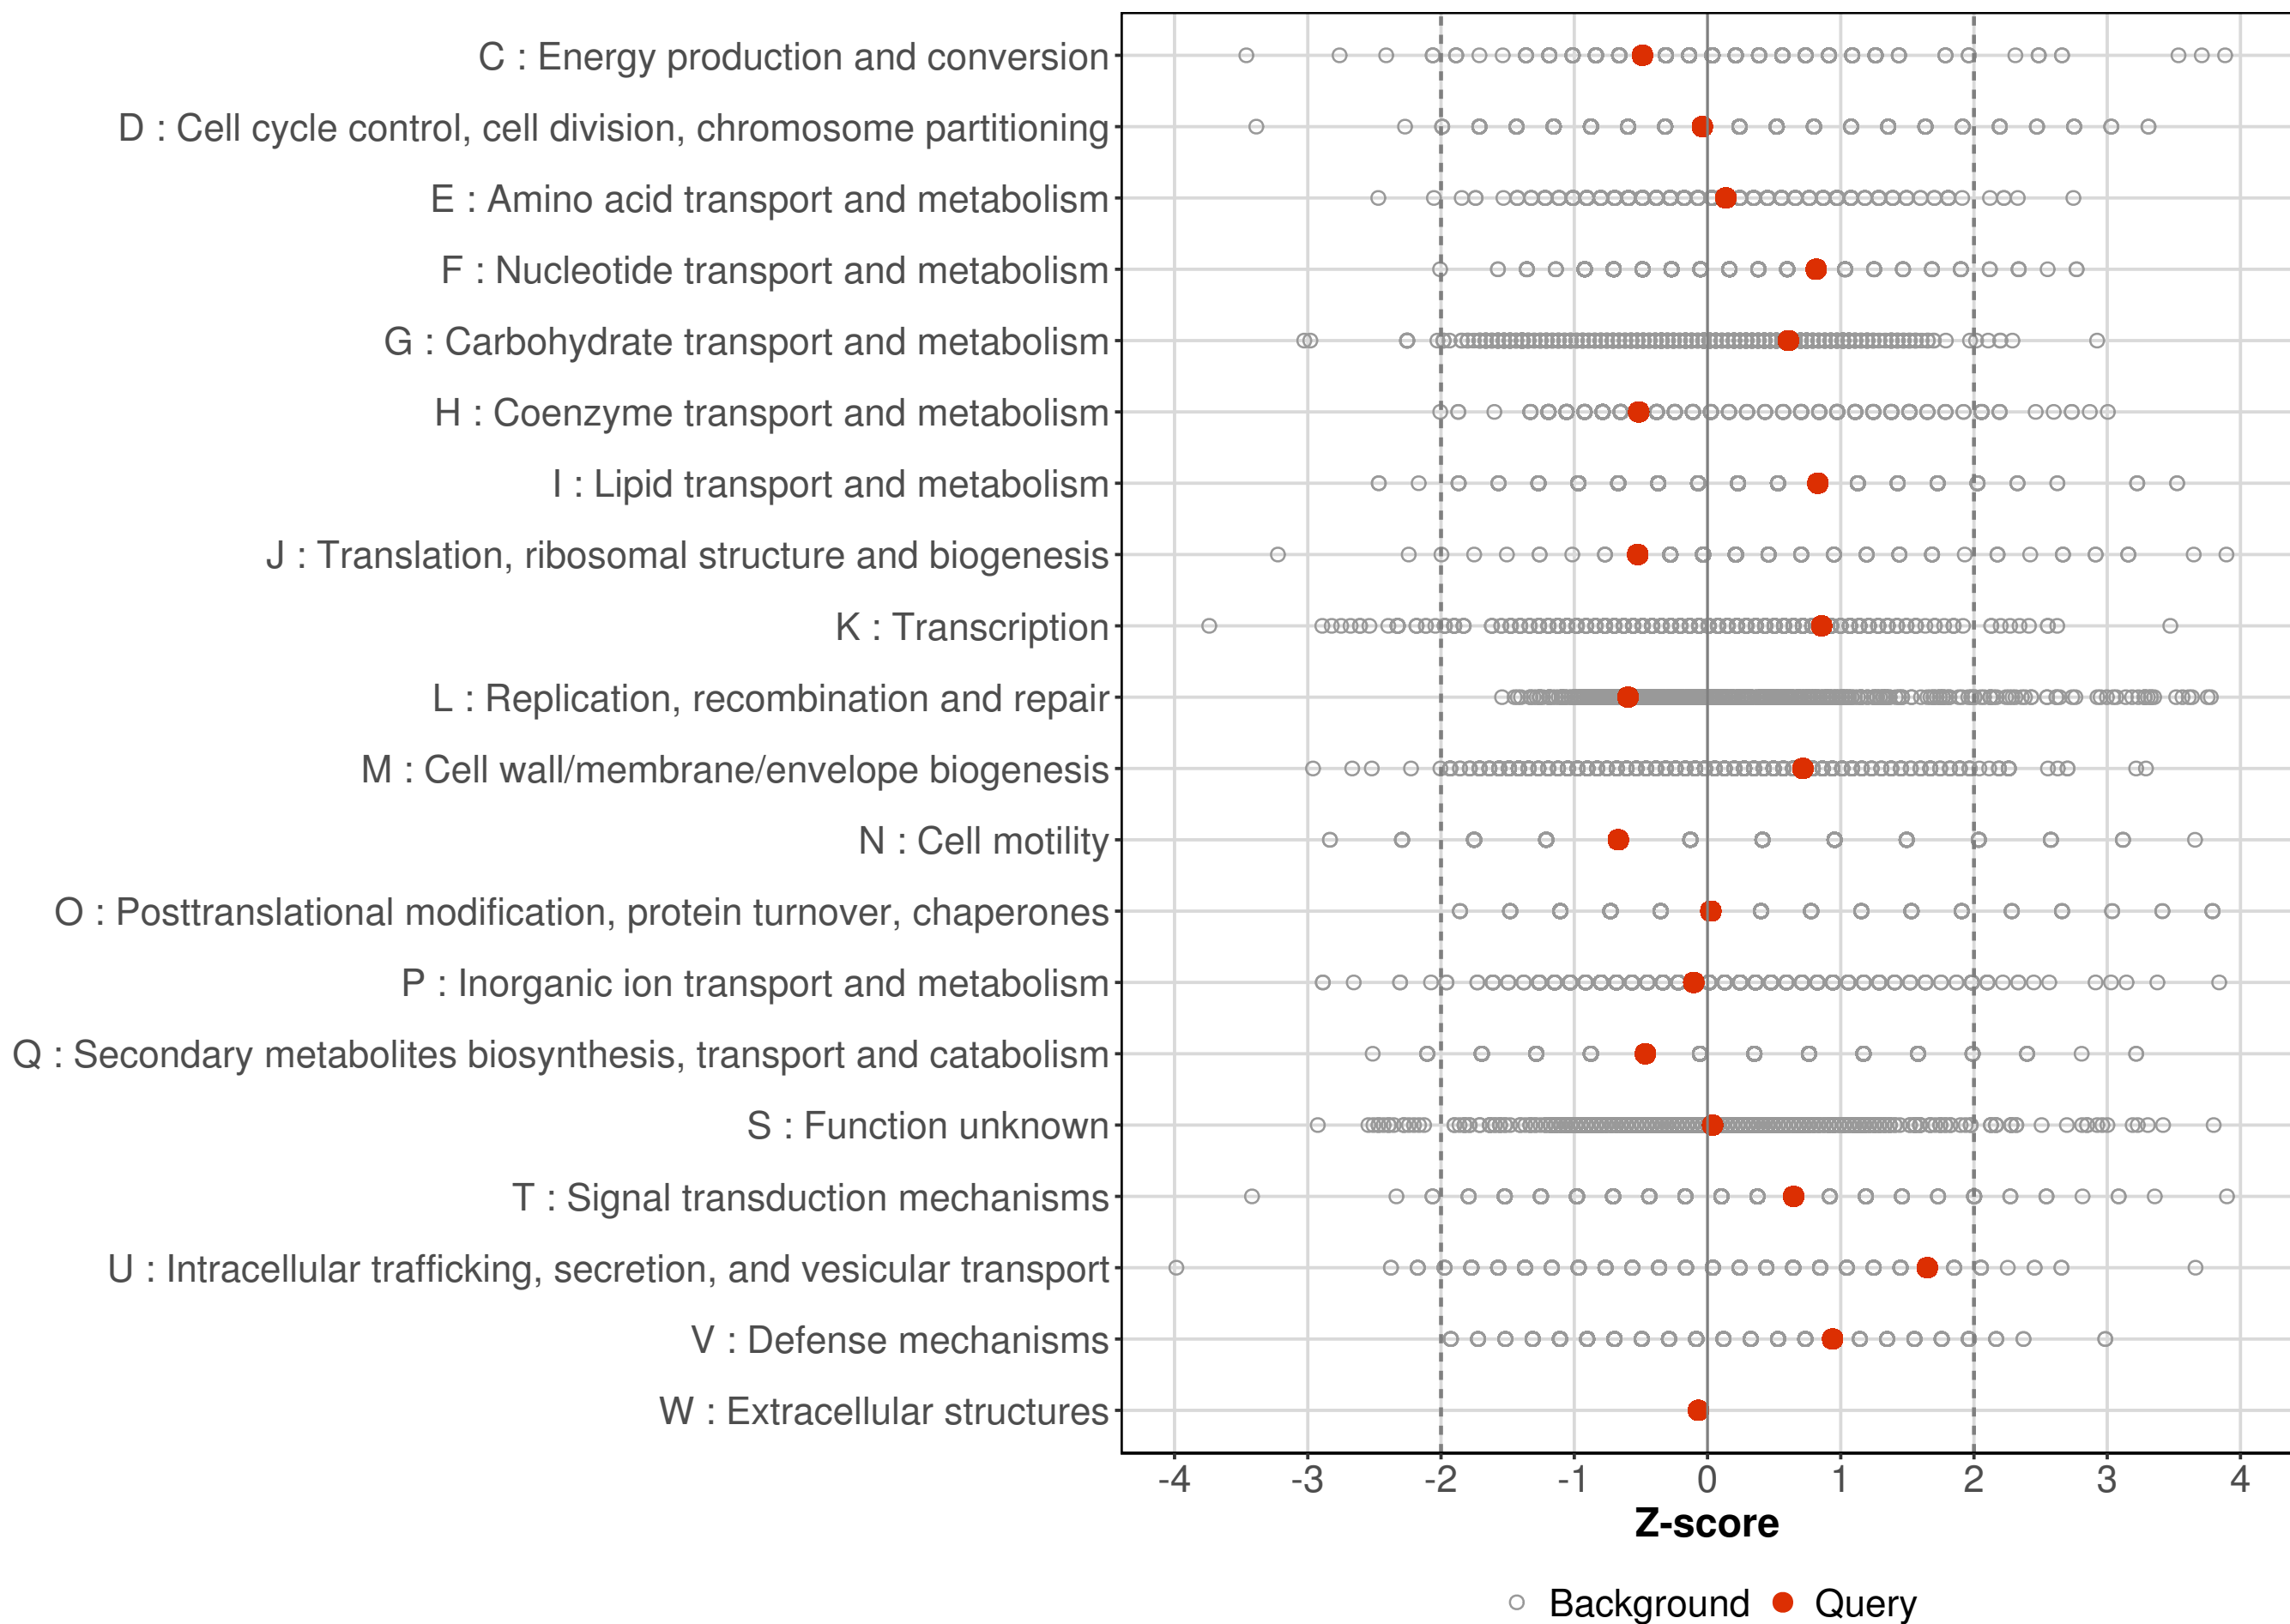 C : Energy production and conversion
D : Cell cycle control, cell division, chromosome partitioning
E : Amino acid transport and metabolism
F : Nucleotide transport and metabolism
G : Carbohydrate transport and metabolism
H : Coenzyme transport and metabolism
I : Lipid transport and metabolism
J : Translation, ribosomal structure and biogenesis
K : Transcription
L : Replication, recombination and repair
M : Cell wall/membrane/envelope biogenesis
N : Cell motility
O : Posttranslational modification, protein turnover, chaperones
P : Inorganic ion transport and metabolism
Q : Secondary metabolites biosynthesis, transport and catabolism
S : Function unknown
T : Signal transduction mechanisms
U : Intracellular trafficking, secretion, and vesicular transport
V : Defense mechanisms
W : Extracellular structures
-4 -3 -2 -1 0 1 2 3 4
Z-score
Background Query